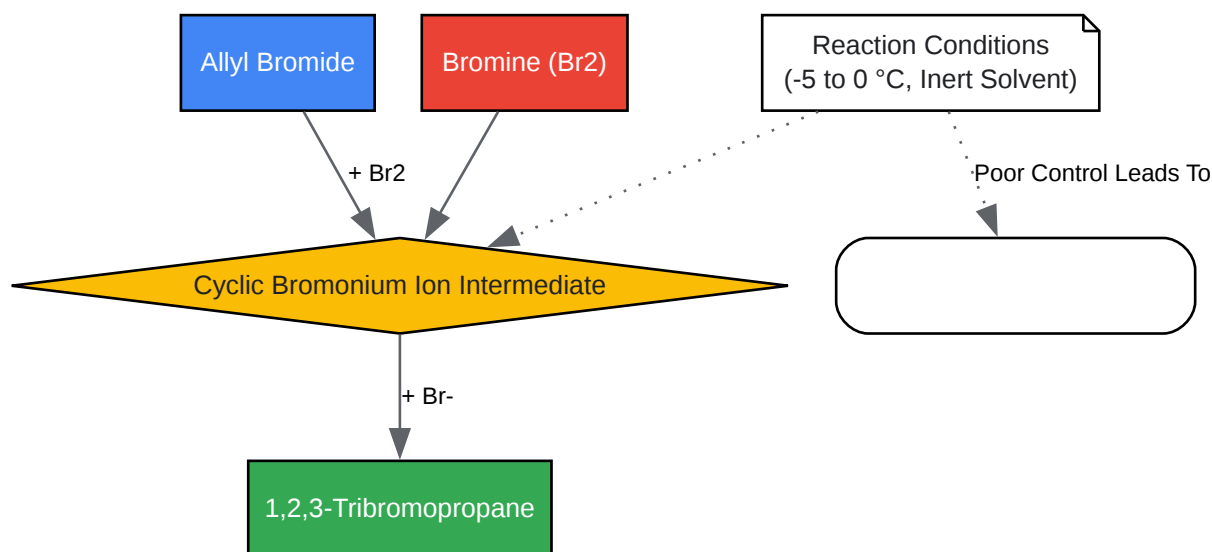 Allyl Bromide
Bromine (Br2)
Reaction Conditions
(-5 to 0 °C, Inert Solvent)
+ Br2
Poor Control Leads To
Cyclic Bromonium Ion Intermediate
+ Br-
1,2,3-Tribromopropane